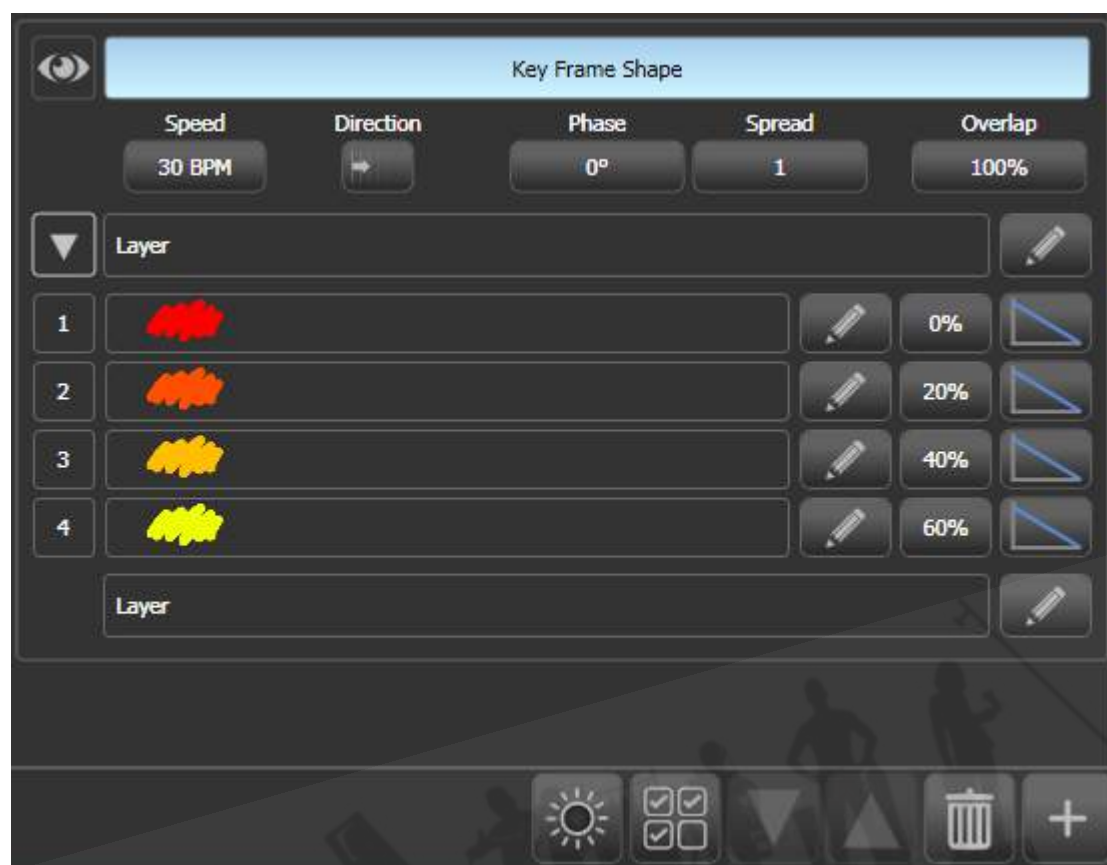 Key Frame Shape
Speed Direction Phase Spread Overlap
30 BPM 0° 1 100%
Layer
1 0%
2 20%
3 40%
4 60%
Layer